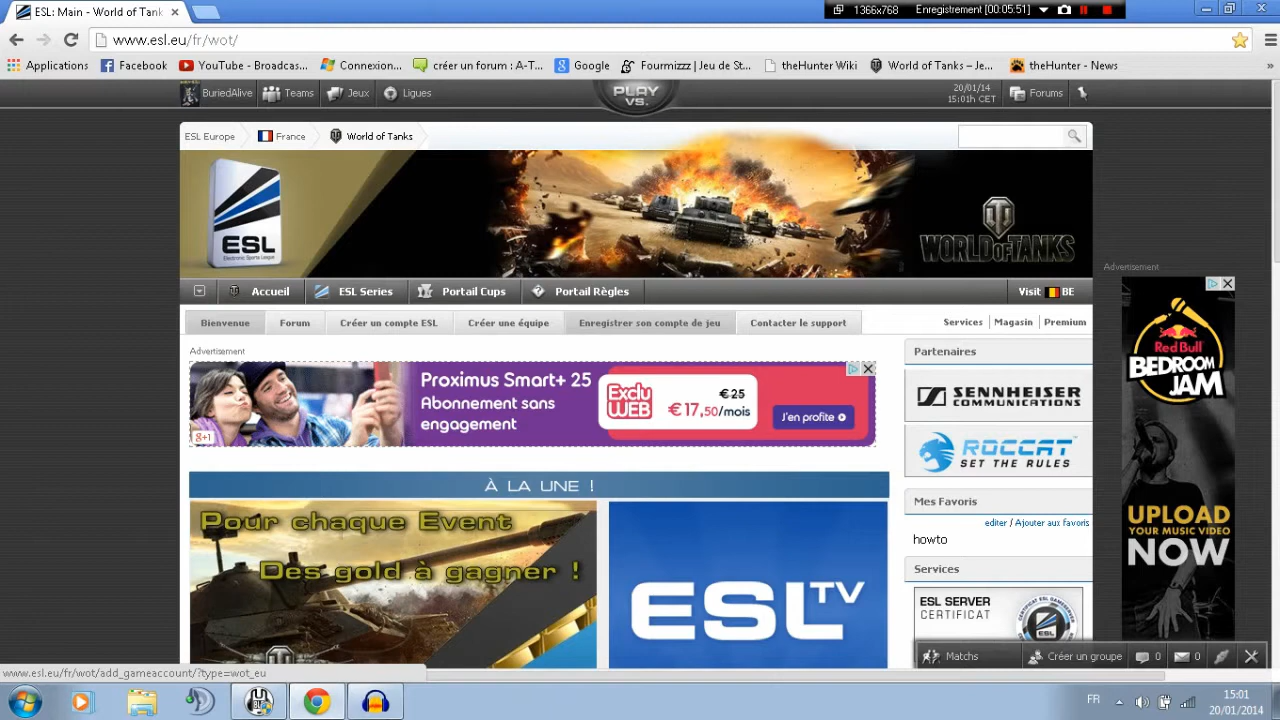 ESL: Main - World of Tank
1366x768
Enregistrement [00:05:51]
www.esl.eu/fr/wot/
Applications
Facebook
YouTube - Broadcas...
Connexion...
créer un forum : A-T...
Google
Fourmizzz | Jeu de St...
theHunter Wiki
World of Tanks – Je...
theHunter - News
»
BuriedAlive
Teams
Jeux
Ligues
PLAY
VS.
20/01/14
15:01h CET
Forums
ESL Europe
France
World of Tanks
ESL
Electronic Sports League
WORLD OF TANKS
Accueil
ESL Series
Portail Cups
Portail Règles
Visit BE
Bienvenue
Forum
Créer un compte ESL
Créer une équipe
Enregistrer son compte de jeu
Contacter le support
Services
Magasin
Premium
Advertisement
Advertisement
Proximus Smart+ 25
Abonnement sans
engagement
Exclu
WEB
€ 25
€ 17,50/mois
J'en profite
g+1
Partenaires
SENNHEISER
COMMUNICATIONS
ROCCAT
SET THE RULES
Red Bull
BEDROOM
JAM
UPLOAD
YOUR MUSIC VIDEO
NOW
À LA UNE !
Pour chaque Event
Des gold à gagner !
ESL TV
Mes Favoris
editer / Ajouter aux favoris
howto
Services
ESL SERVER
CERTIFICAT
ESL
Matchs
Créer un groupe
0
0
www.esl.eu/fr/wot/add_gameaccount/?type=wot_eu
FR
15:01
20/01/2014